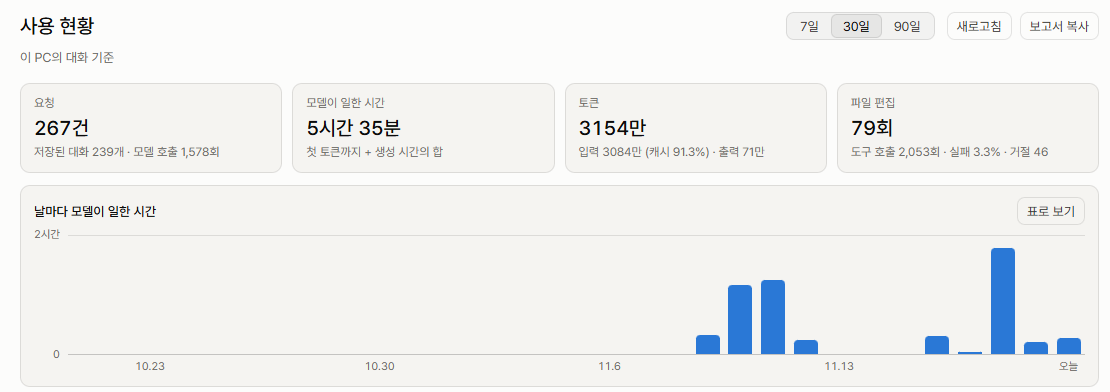 사용 현황
7일 30일 90일 새로고침 보고서 복사
이 PC의 대화 기준
요청
267건
저장된 대화 239개 · 모델 호출 1,578회
모델이 일한 시간
5시간 35분
첫 토큰까지 + 생성 시간의 합
토큰
3154만
입력 3084만 (캐시 91.3%) · 출력 71만
파일 편집
79회
도구 호출 2,053회 · 실패 3.3% · 거절 46
날마다 모델이 일한 시간
표로 보기
2시간
0
10.23 10.30 11.6 11.13 오늘